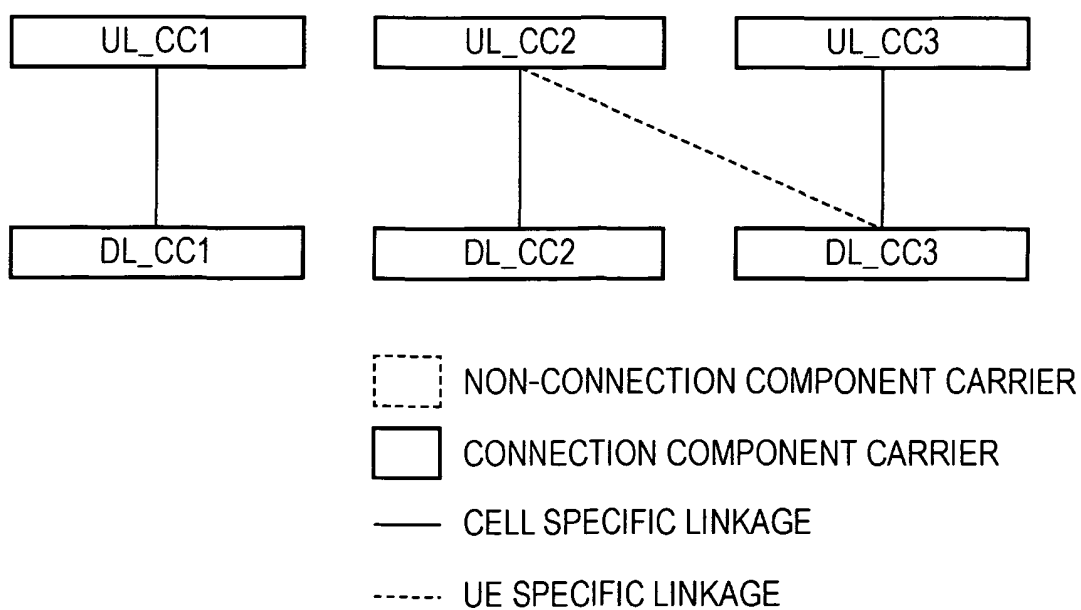 UL_CC1
UL_CC2
UL_CC3
DL_CC1
DL_CC2
DL_CC3
NON-CONNECTION COMPONENT CARRIER
CONNECTION COMPONENT CARRIER
CELL SPECIFIC LINKAGE
UE SPECIFIC LINKAGE